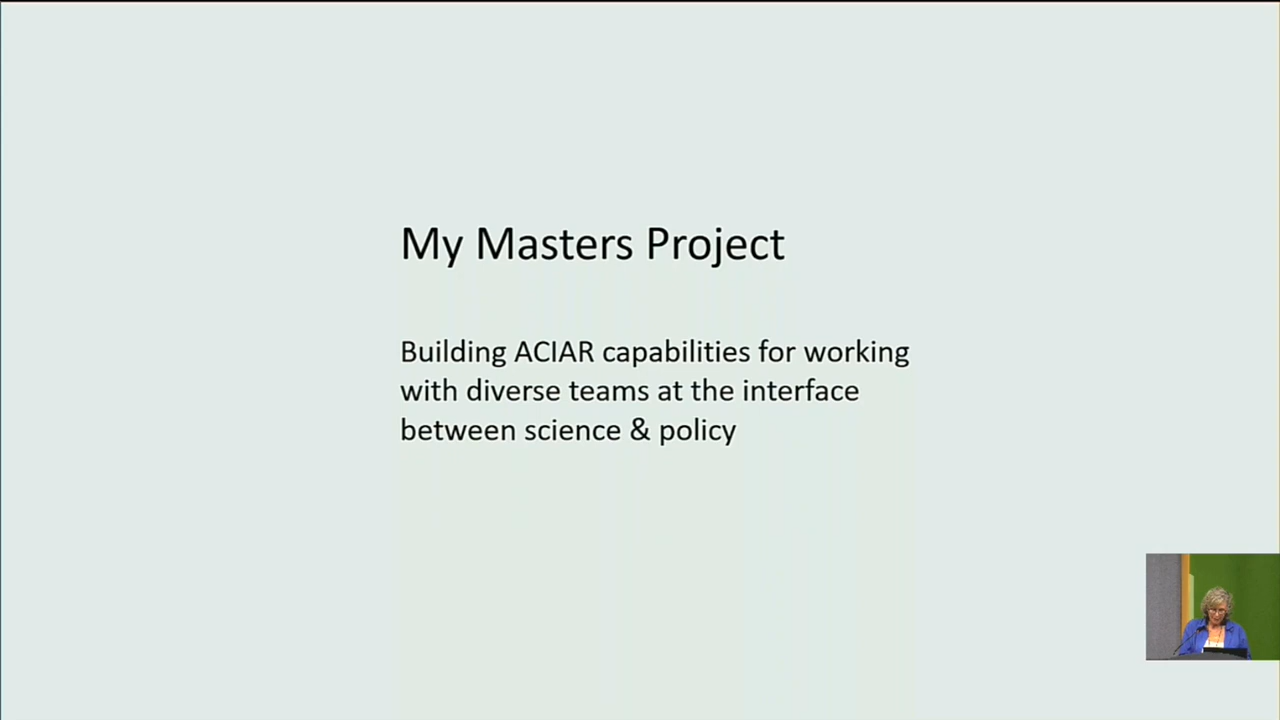 My Masters Project
Building ACIAR capabilities for working
with diverse teams at the interface
between science & policy